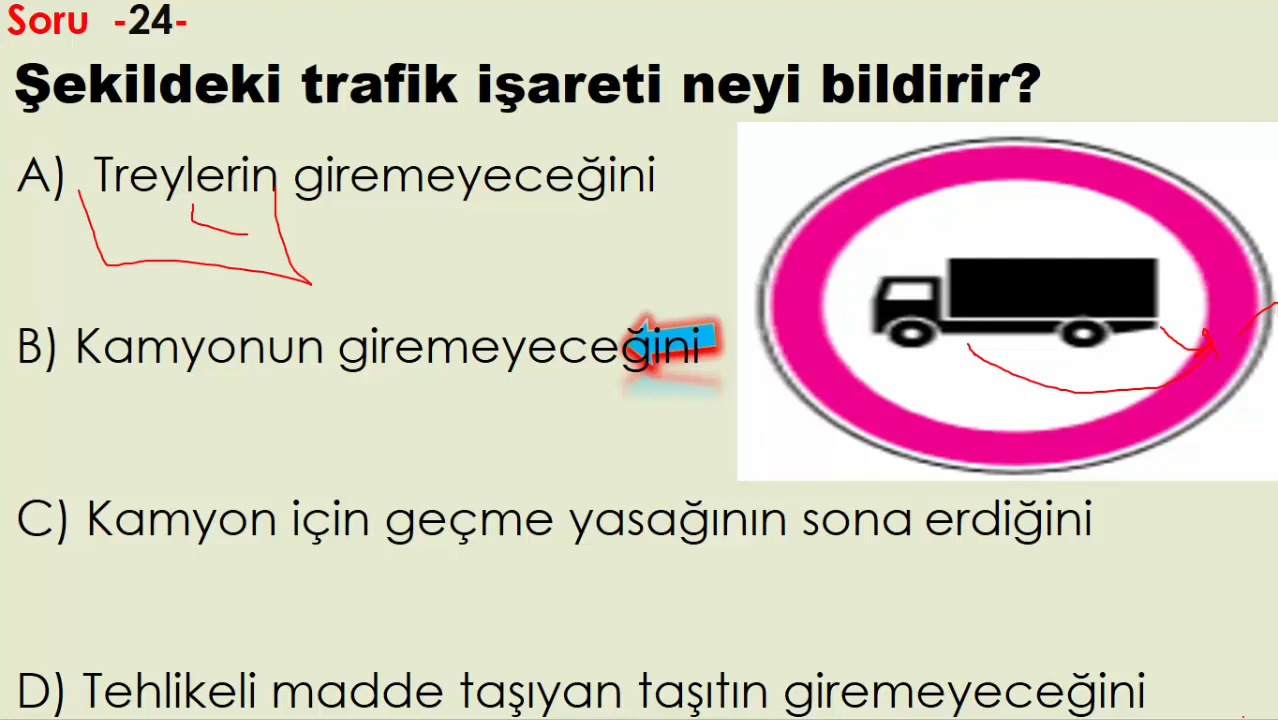 Soru -24-
Şekildeki trafik işareti neyi bildirir?
A) Treylerin giremeyeceğini
B) Kamyonun giremeyeceğini
C) Kamyon için geçme yasağının sona erdiğini
D) Tehlikeli madde taşıyan taşıtın giremeyeceğini